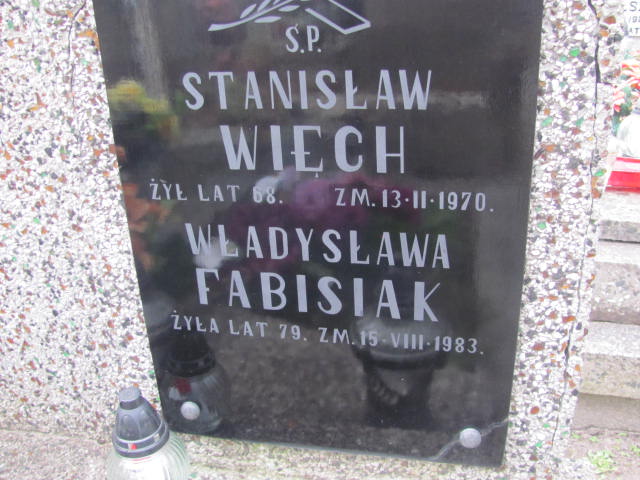 Ś.P.
STANISŁAW
WIĘCH
ŻYŁ LAT 68. ZM. 13·II·1970.
WŁADYSŁAWA
FABISIAK
ŻYŁA LAT 79. ZM. 15·VIII·1983.